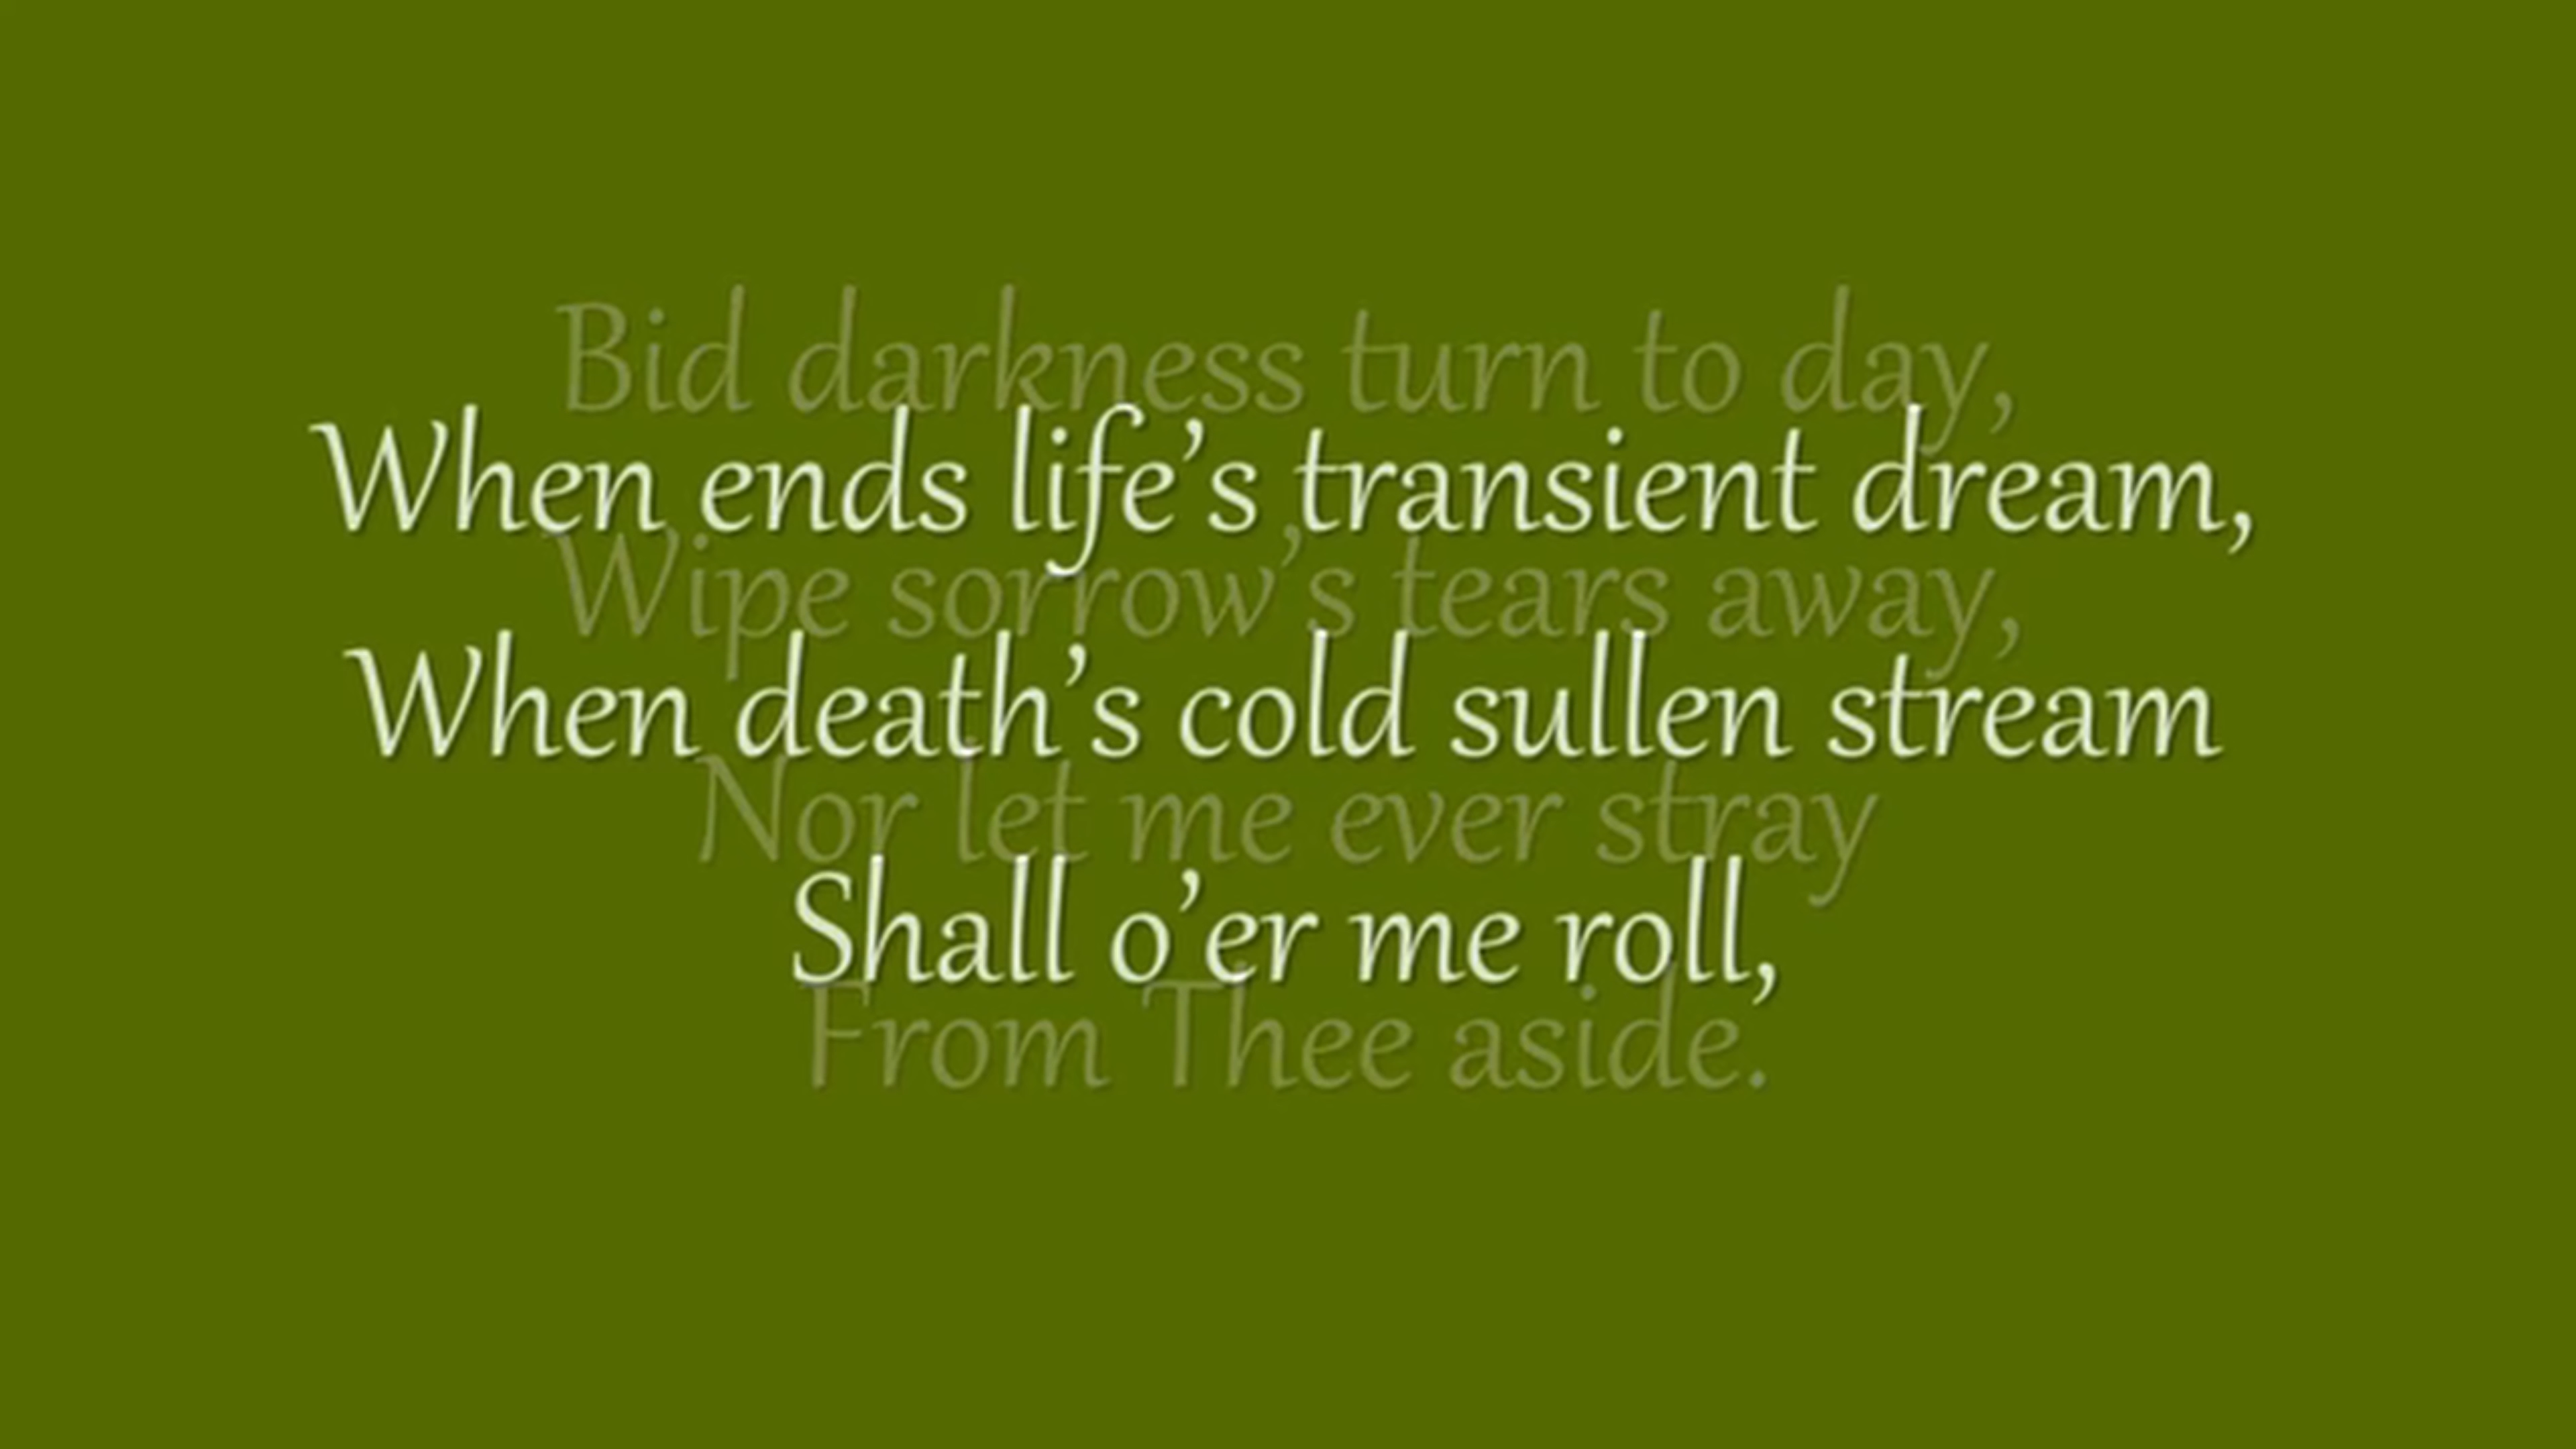 Bid darkness turn to day,
When ends life’s transient dream,
Wipe sorrow’s tears away,
When death’s cold sullen stream
Nor let me ever stray
Shall o’er me roll,
From Thee aside.